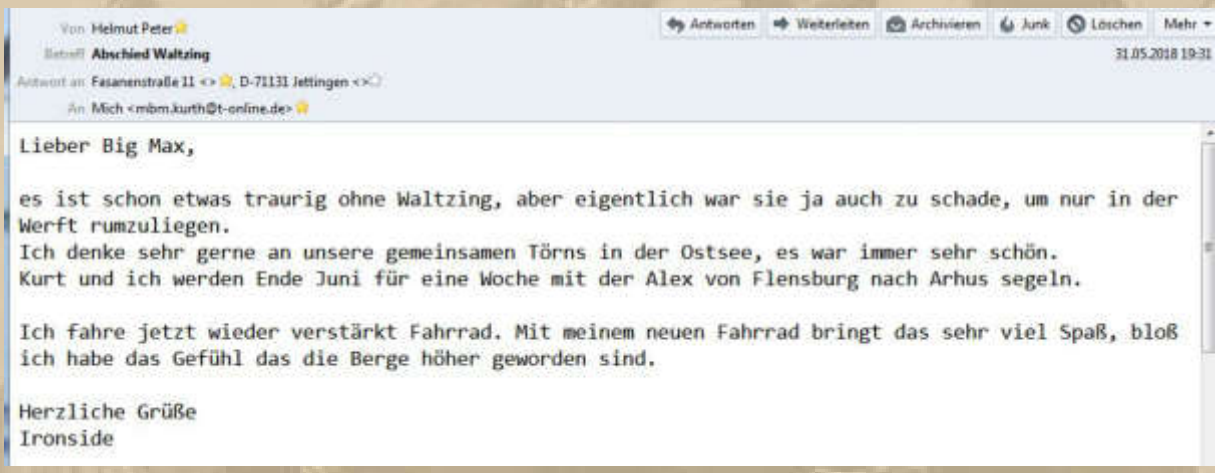 Von Helmut Peter
Antworten Weiterleiten Archivieren Junk Löschen Mehr
Betreff Abschied Waltzing
31.05.2018 19:31
Antwort an Fasanenstraße 11 <>, D-71131 Jettingen <>
An Mich <mbm.kurth@t-online.de>
Lieber Big Max,
es ist schon etwas traurig ohne Waltzing, aber eigentlich war sie ja auch zu schade, um nur in der
Werft rumzuliegen.
Ich denke sehr gerne an unsere gemeinsamen Törns in der Ostsee, es war immer sehr schön.
Kurt und ich werden Ende Juni für eine Woche mit der Alex von Flensburg nach Arhus segeln.
Ich fahre jetzt wieder verstärkt Fahrrad. Mit meinem neuen Fahrrad bringt das sehr viel Spaß, bloß
ich habe das Gefühl das die Berge höher geworden sind.
Herzliche Grüße
Ironside